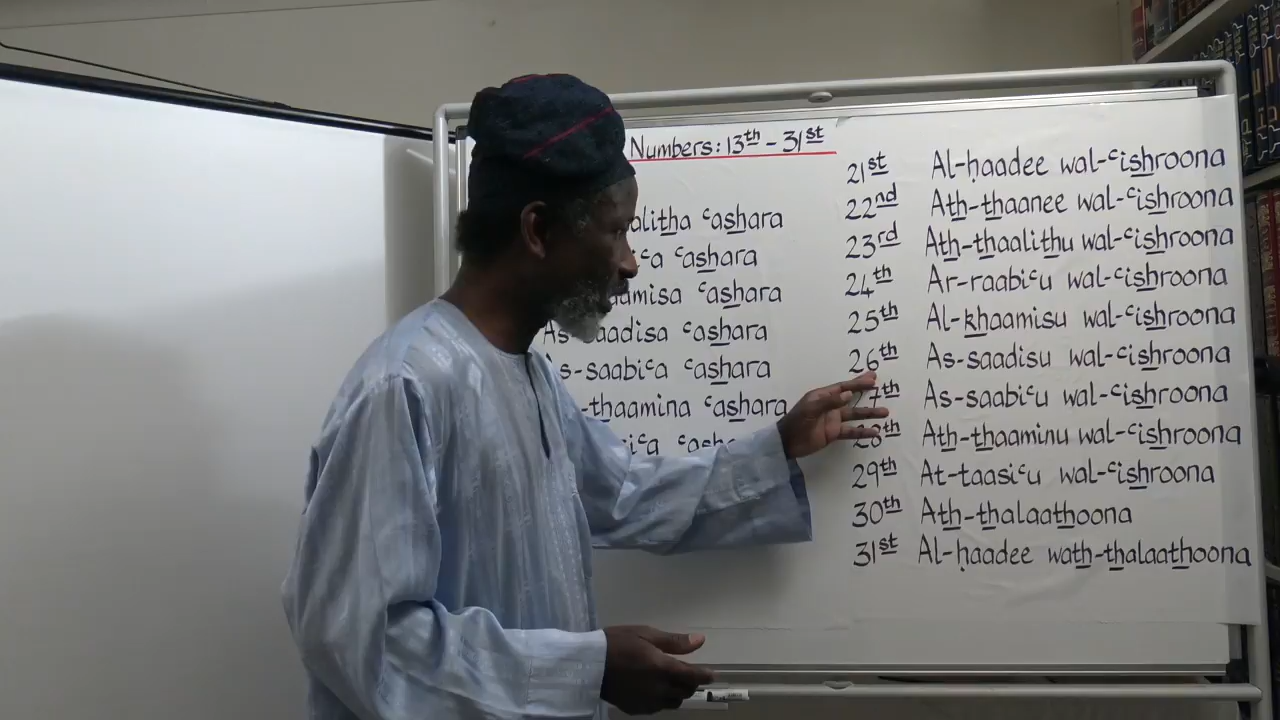 Numbers: 13th - 31st
ᶜashara
ᶜashara
ᶜashara
ᶜashara
As-saabiᶜa ᶜashara
-thaamina ᶜashara
21st Al-ḥaadee wal-ᶜishroona
22nd Ath-thaanee wal-ᶜishroona
23rd Ath-thaalithu wal-ᶜishroona
24th Ar-raabiᶜu wal-ᶜishroona
25th Al-khaamisu wal-ᶜishroona
26th As-saadisu wal-ᶜishroona
27th As-saabiᶜu wal-ᶜishroona
28th Ath-thaaminu wal-ᶜishroona
29th At-taasiᶜu wal-ᶜishroona
30th Ath-thalaathoona
31st Al-ḥaadee wath-thalaathoona